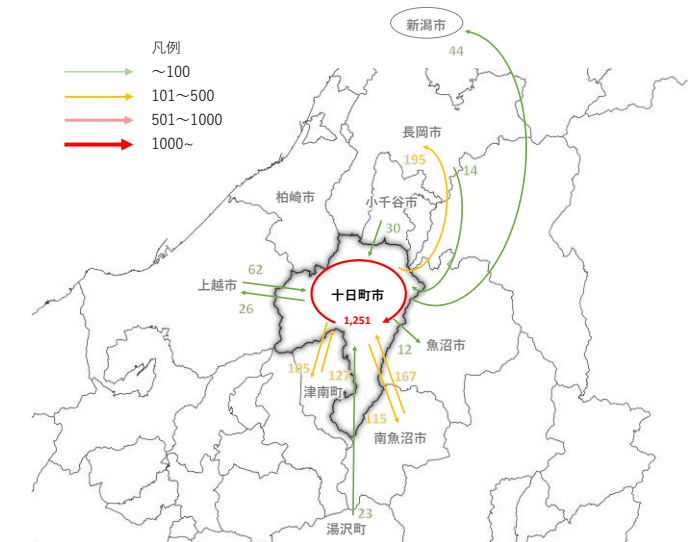 新潟市
44
凡例
～100
101～500
501～1000
1000~
長岡市
195
14
柏崎市
小千谷市
30
上越市
62
26
十日町市
1,251
12
魚沼市
105
127
167
津南町
115
南魚沼市
23
湯沢町